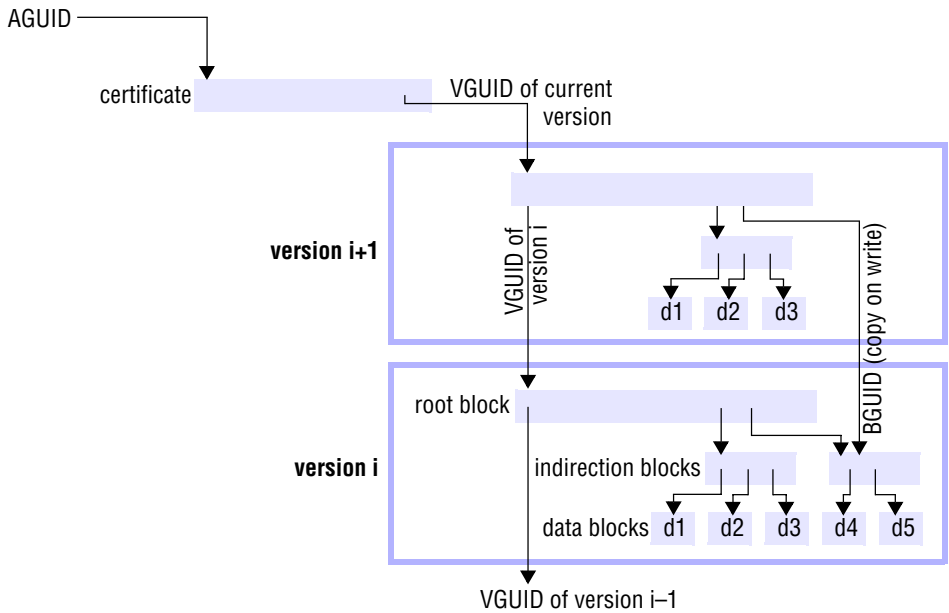 AGUID
certificate
VGUID of current
version
version i+1
VGUID of
version i
BGUID (copy on write)
d1 d2 d3
root block
version i
indirection blocks
data blocks d1 d2 d3 d4 d5
VGUID of version i–1